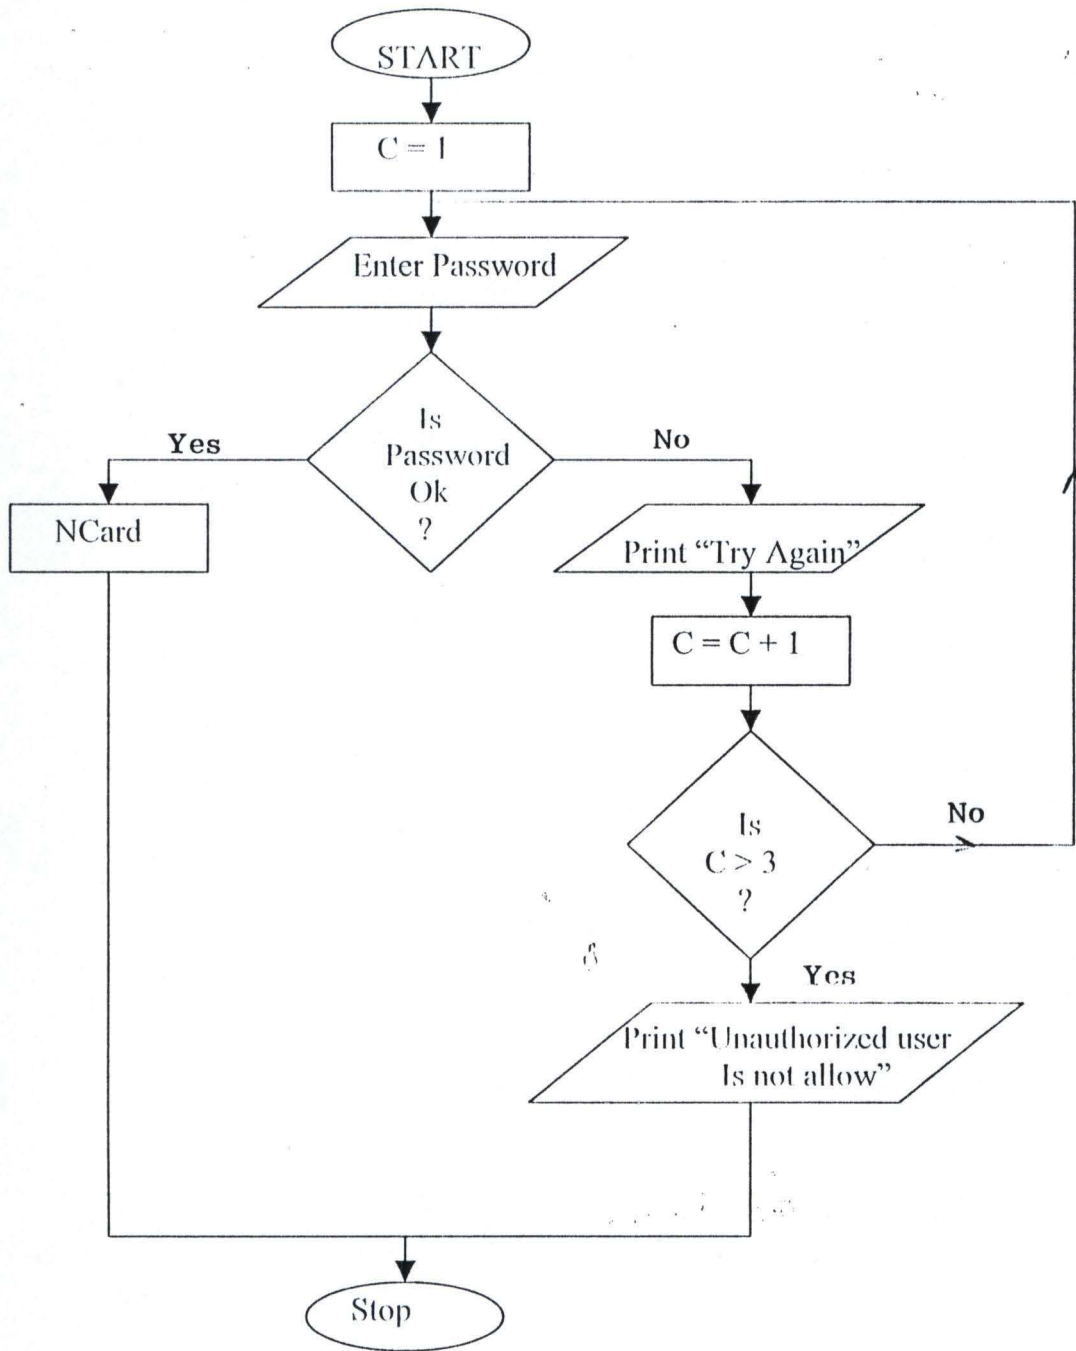 START
C = 1
Enter Password
Is
Password
Ok
?
Yes
No
NCard
Print “Try Again”
C = C + 1
Is
C > 3
?
No
Yes
Print “Unauthorized user
Is not allow”
Stop